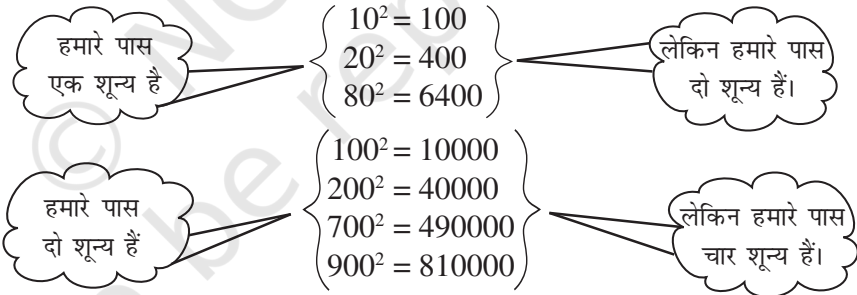 हमारे पास
एक शून्य है
10² = 100
20² = 400
80² = 6400
लेकिन हमारे पास
दो शून्य हैं।
हमारे पास
दो शून्य हैं
100² = 10000
200² = 40000
700² = 490000
900² = 810000
लेकिन हमारे पास
चार शून्य हैं।